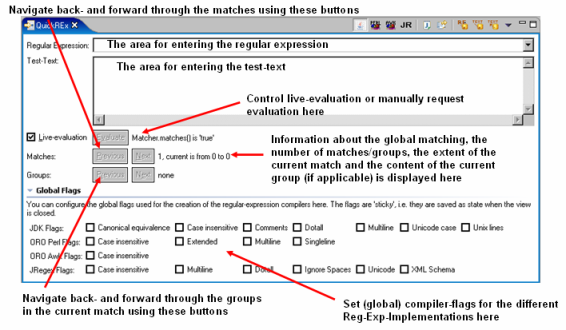 Navigate back- and forward through the matches using these buttons
QuickREx
JR
Regular Expression:
The area for entering the regular expression
Test-Text:
The area for entering the test-text
Control live-evaluation or manually request
evaluation here
Live-evaluation Evaluate Matcher.matches() is 'true'
Matches: Previous Next 1, current is from 0 to 0
Groups: Previous Next none
Information about the global matching, the
number of matches/groups, the extent of the
current match and the content of the current
group (if applicable) is displayed here
Global Flags
You can configure the global flags used for the creation of the regular-expression compilers here. The flags are 'sticky', i.e. they are saved as state when the view
is closed.
JDK Flags: Canonical equivalence Case insensitive Comments Dotall Multiline Unicode case Unix lines
ORO Perl Flags: Case insensitive Extended Multiline Singleline
ORO Awk Flags: Case insensitive
JRegex Flags: Case insensitive Multiline Dotall Ignore Spaces Unicode XML Schema
Navigate back- and forward through the groups
in the current match using these buttons
Set (global) compiler-flags for the different
Reg-Exp-Implementations here